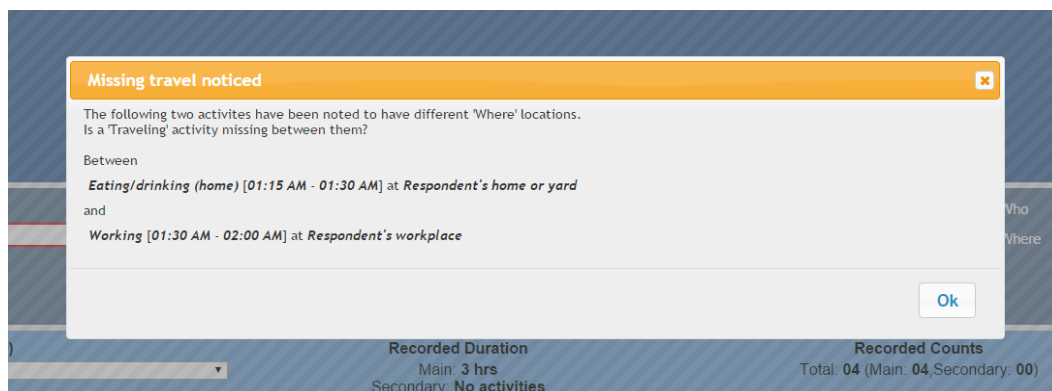 Missing travel noticed
The following two activites have been noted to have different 'Where' locations.
Is a 'Traveling' activity missing between them?
Between
Eating/drinking (home) [01:15 AM - 01:30 AM] at Respondent's home or yard
and
Working [01:30 AM - 02:00 AM] at Respondent's workplace
Who
Where
Ok
)
Recorded Duration
Main: 3 hrs
Secondary: No activities
Recorded Counts
Total: 04 (Main: 04,Secondary: 00)